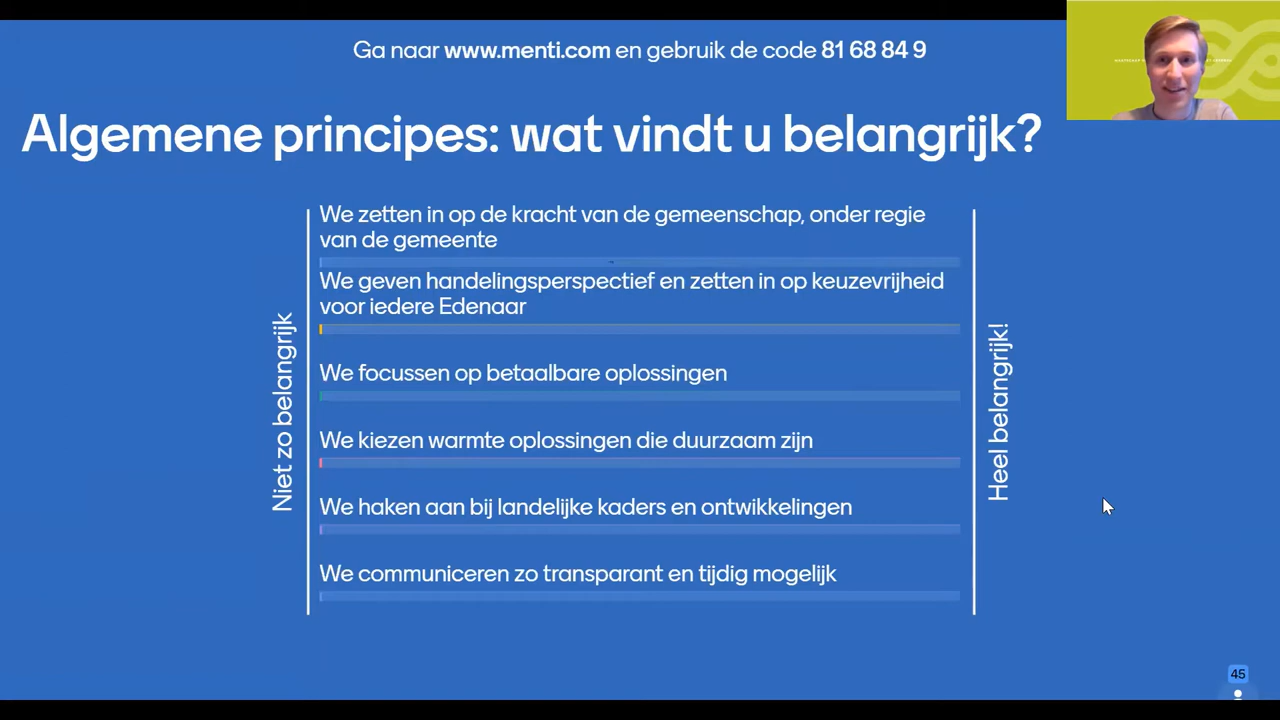 Ga naar www.menti.com en gebruik de code 81 68 84 9
Algemene principes: wat vindt u belangrijk?
We zetten in op de kracht van de gemeenschap, onder regie
van de gemeente
We geven handelingsperspectief en zetten in op keuzevrijheid
voor iedere Edenaar
We focussen op betaalbare oplossingen
We kiezen warmte oplossingen die duurzaam zijn
We haken aan bij landelijke kaders en ontwikkelingen
We communiceren zo transparant en tijdig mogelijk
Niet zo belangrijk
Heel belangrijk!
45